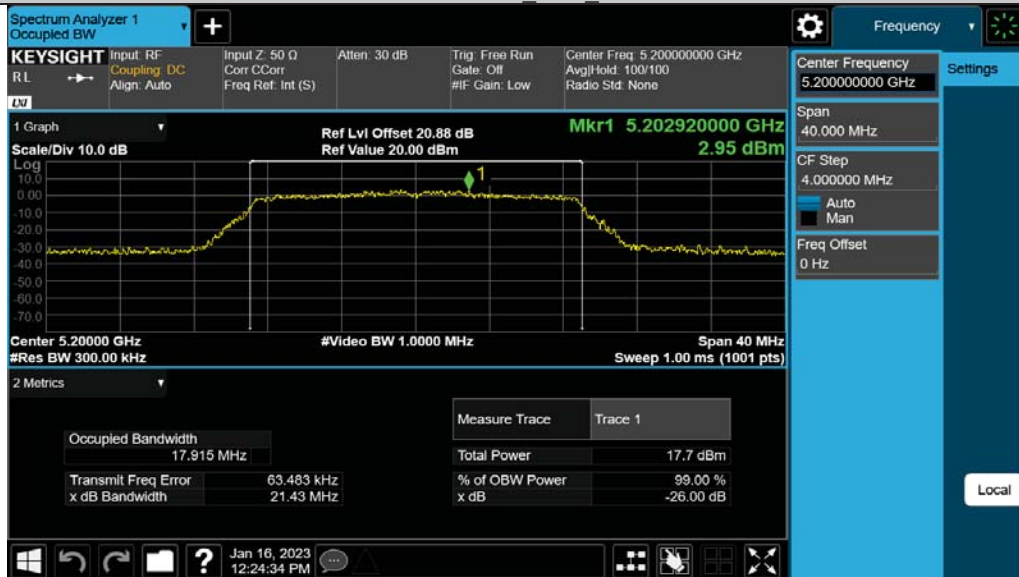 Spectrum Analyzer 1
Occupied BW
Frequency
KEYSIGHT
RL
LXI
Input: RF
Coupling: DC
Align: Auto
Input Z: 50 Ω
Corr CCorr
Freq Ref: Int (S)
Atten: 30 dB
Trig: Free Run
Gate: Off
#IF Gain: Low
Center Freq: 5.200000000 GHz
Avg|Hold: 100/100
Radio Std: None
Center Frequency
5.200000000 GHz
Settings
Span
40.000 MHz
CF Step
4.000000 MHz
Auto
Man
Freq Offset
0 Hz
Local
1 Graph
Scale/Div 10.0 dB
Ref Lvl Offset 20.88 dB
Ref Value 20.00 dBm
Mkr1 5.202920000 GHz
2.95 dBm
Log
10.0
0.00
-10.0
-20.0
-30.0
-40.0
-50.0
-60.0
-70.0
1
Center 5.20000 GHz
#Res BW 300.00 kHz
#Video BW 1.0000 MHz
Span 40 MHz
Sweep 1.00 ms (1001 pts)
2 Metrics
Measure Trace Trace 1
Occupied Bandwidth
17.915 MHz
Total Power 17.7 dBm
Transmit Freq Error 63.483 kHz
% of OBW Power 99.00 %
x dB Bandwidth 21.43 MHz
x dB -26.00 dB
?
Jan 16, 2023
12:24:34 PM